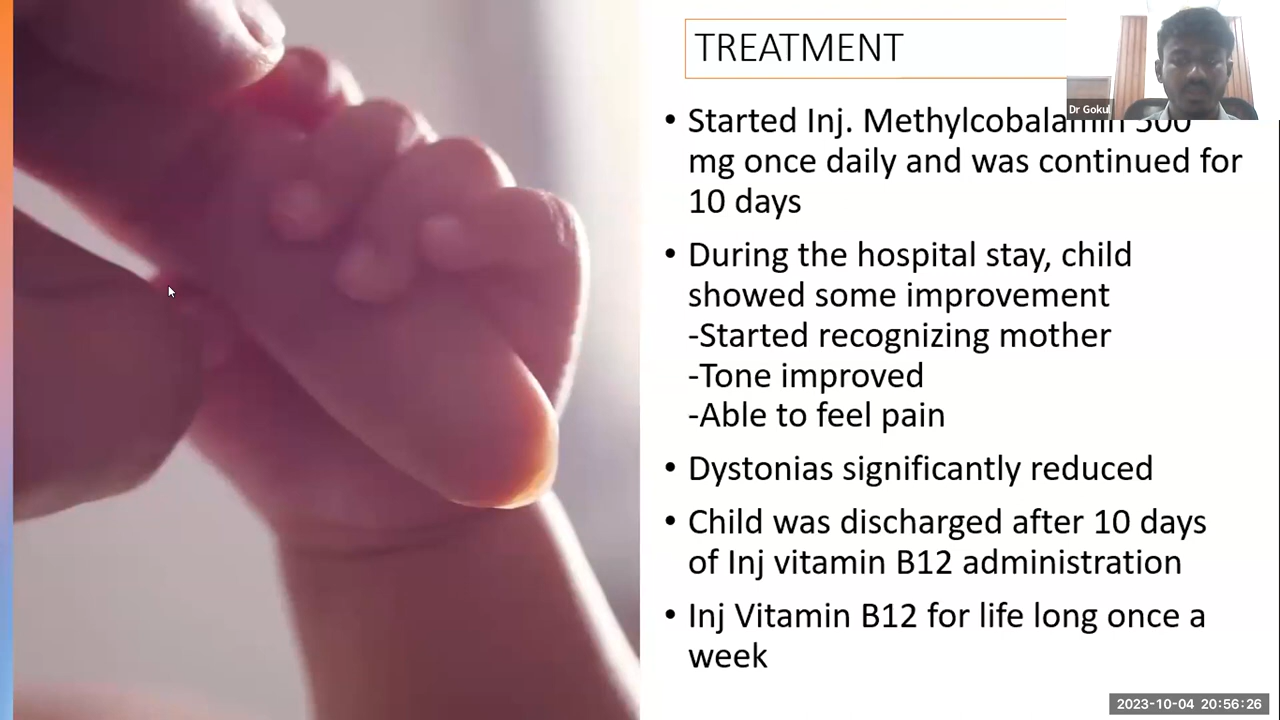 TREATMENT
Dr Gokul
• Started Inj. Methylcobalamin 500
mg once daily and was continued for
10 days
• During the hospital stay, child
showed some improvement
-Started recognizing mother
-Tone improved
-Able to feel pain
• Dystonias significantly reduced
• Child was discharged after 10 days
of Inj vitamin B12 administration
• Inj Vitamin B12 for life long once a
week
2023-10-04 20:56:26